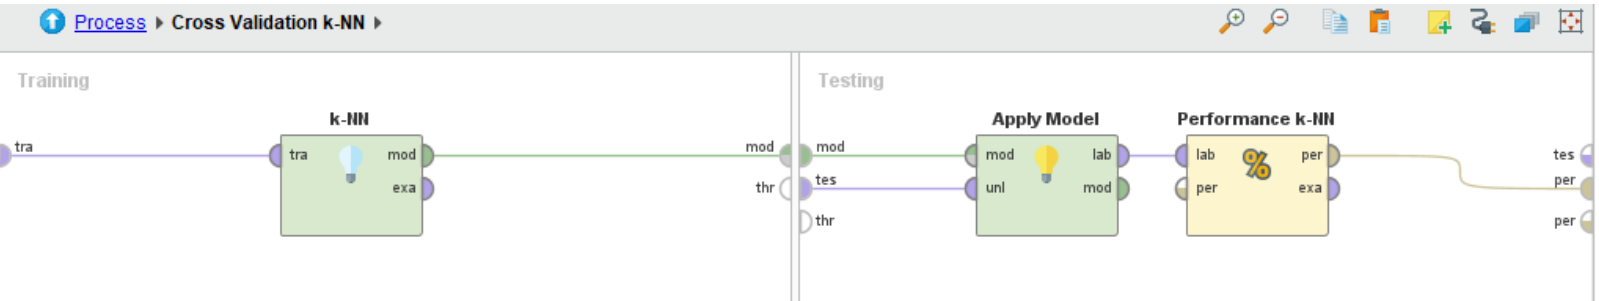 Process Cross Validation k-NN
Training
Testing
k-NN
Apply Model
Performance k-NN
tra
tra
mod
exa
mod
thr
mod
tes
thr
mod
unl
lab
mod
lab
per
per
exa
tes
per
per
%